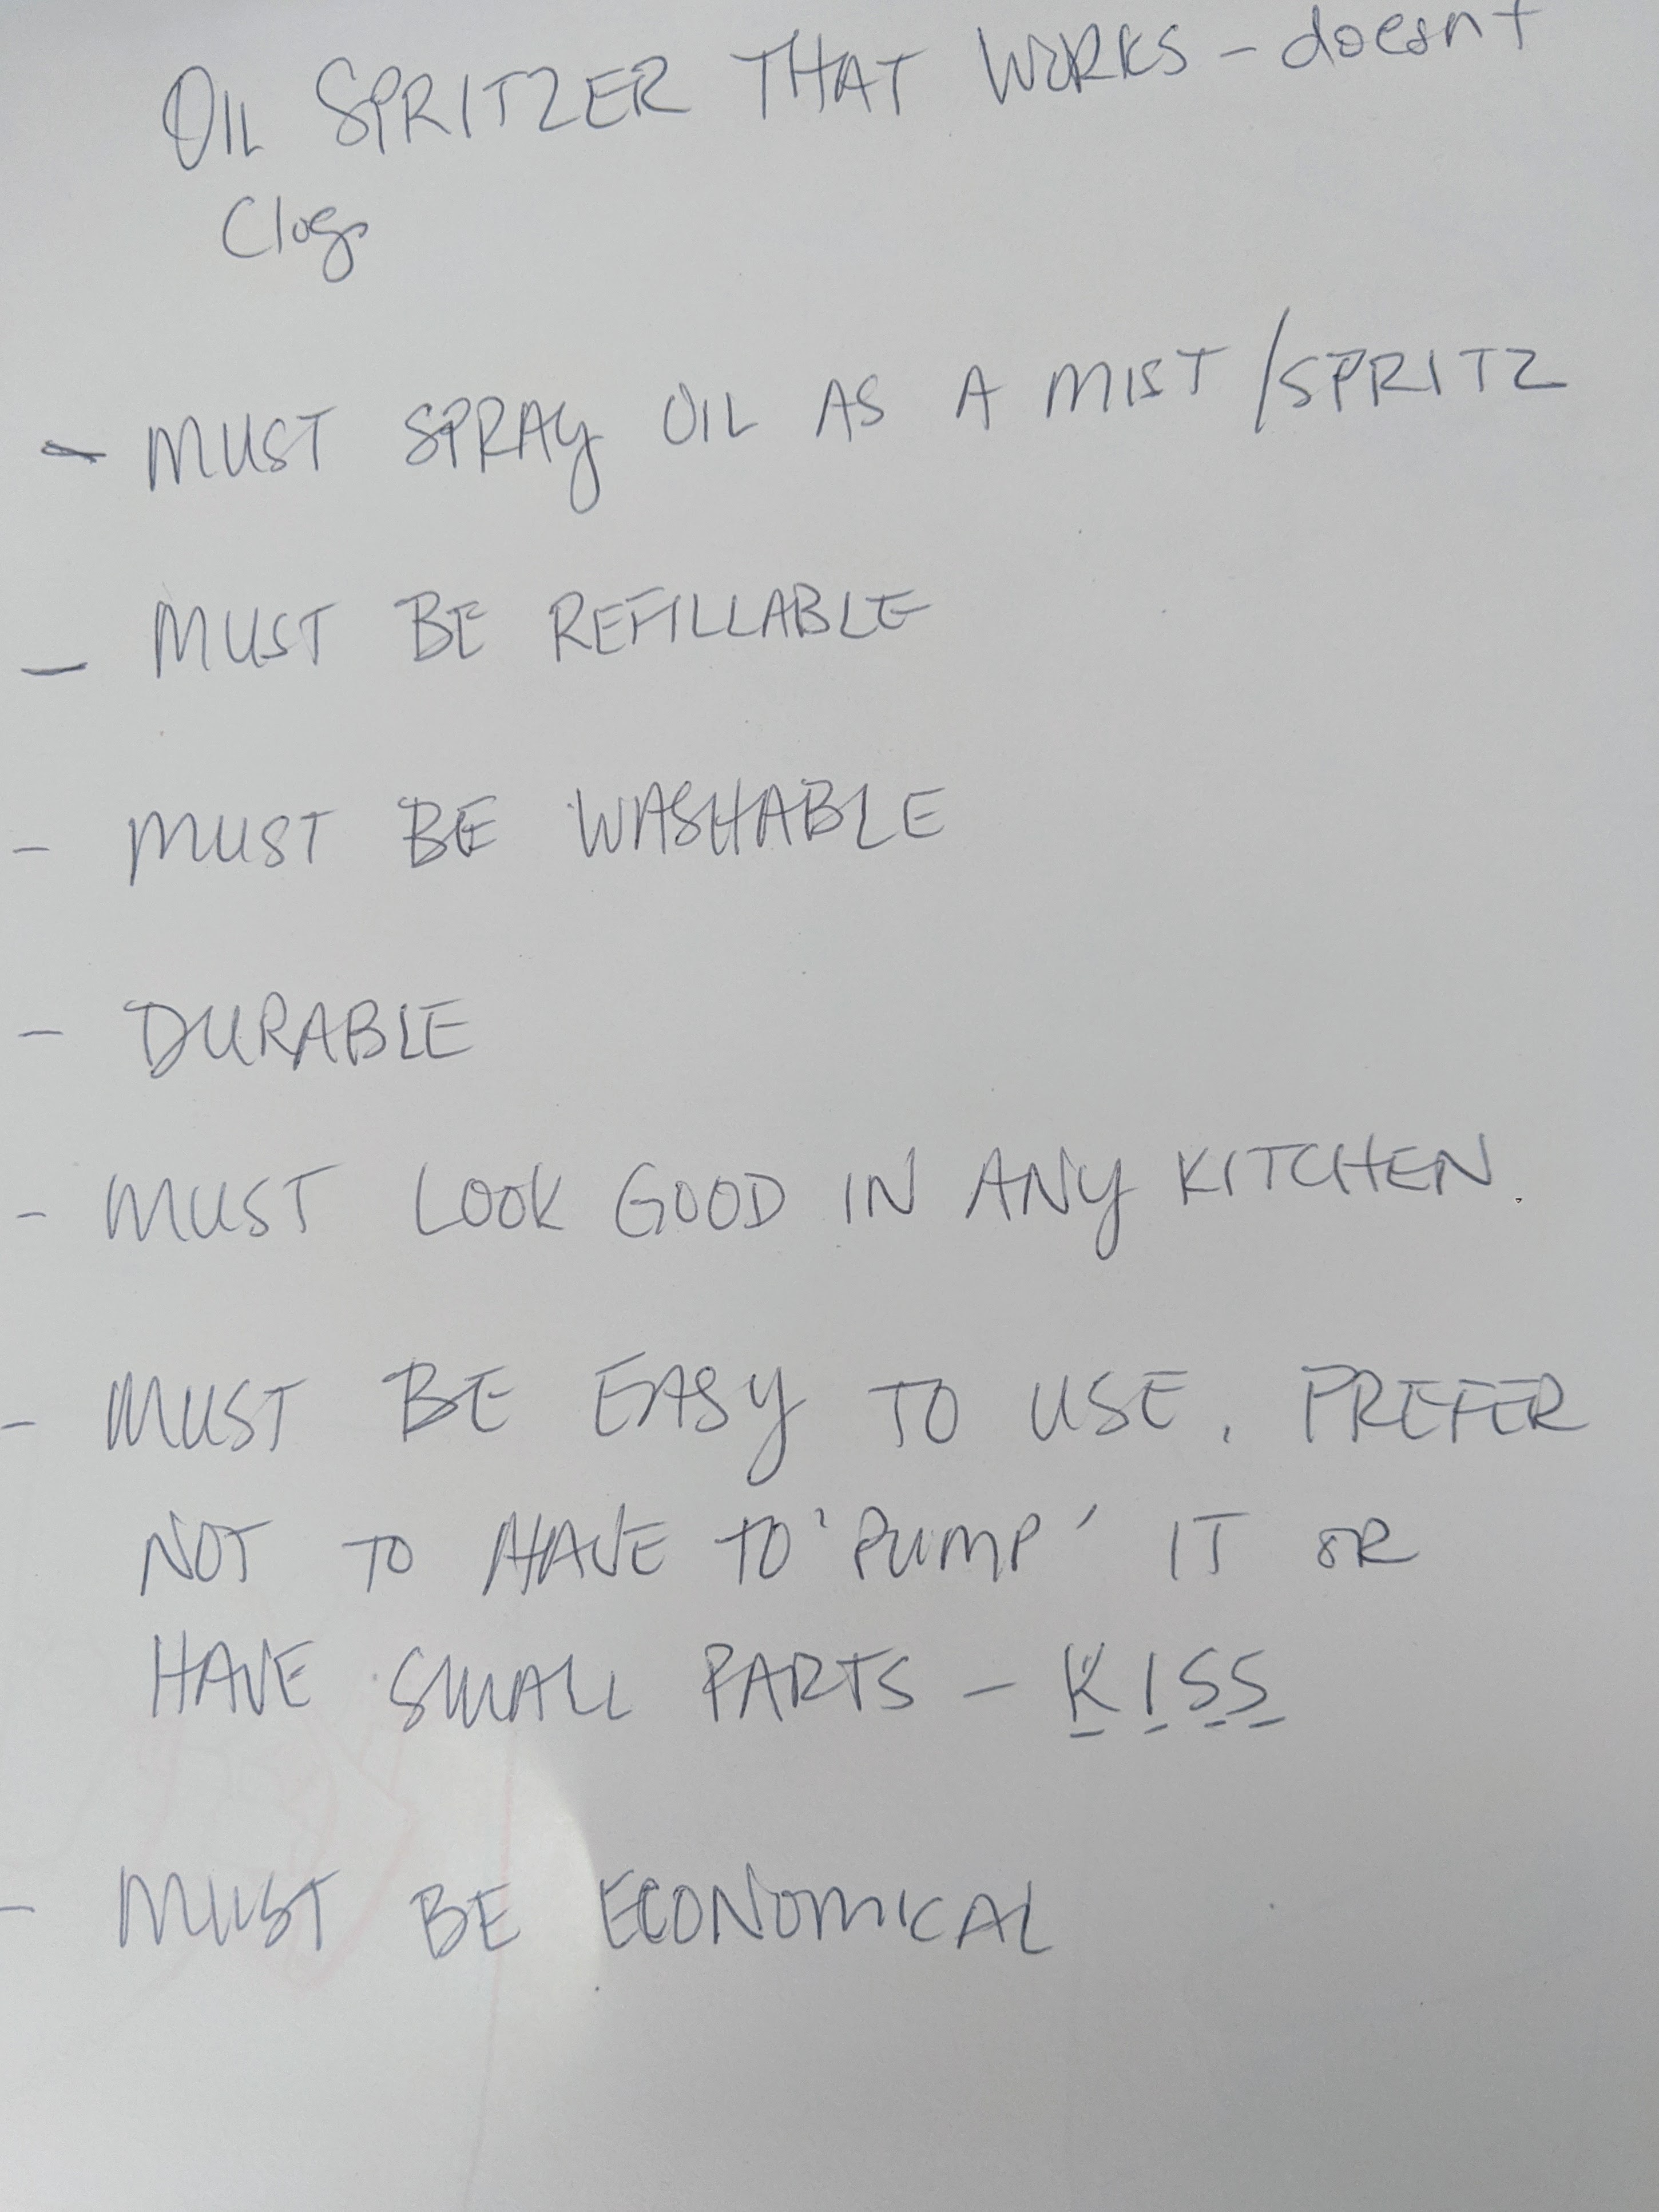 OIL SPRITZER THAT WORKS - doesnt
Clog
- MUST SPRAY OIL AS A MIST/SPRITZ
- MUST BE REFILLABLE
- MUST BE WASHABLE
- DURABLE
- MUST LOOK GOOD IN ANY KITCHEN.
- MUST BE EASY TO USE. PREFER
NOT TO HAVE TO 'PUMP' IT OR
HAVE SMALL PARTS - KISS
- MUST BE ECONOMICAL